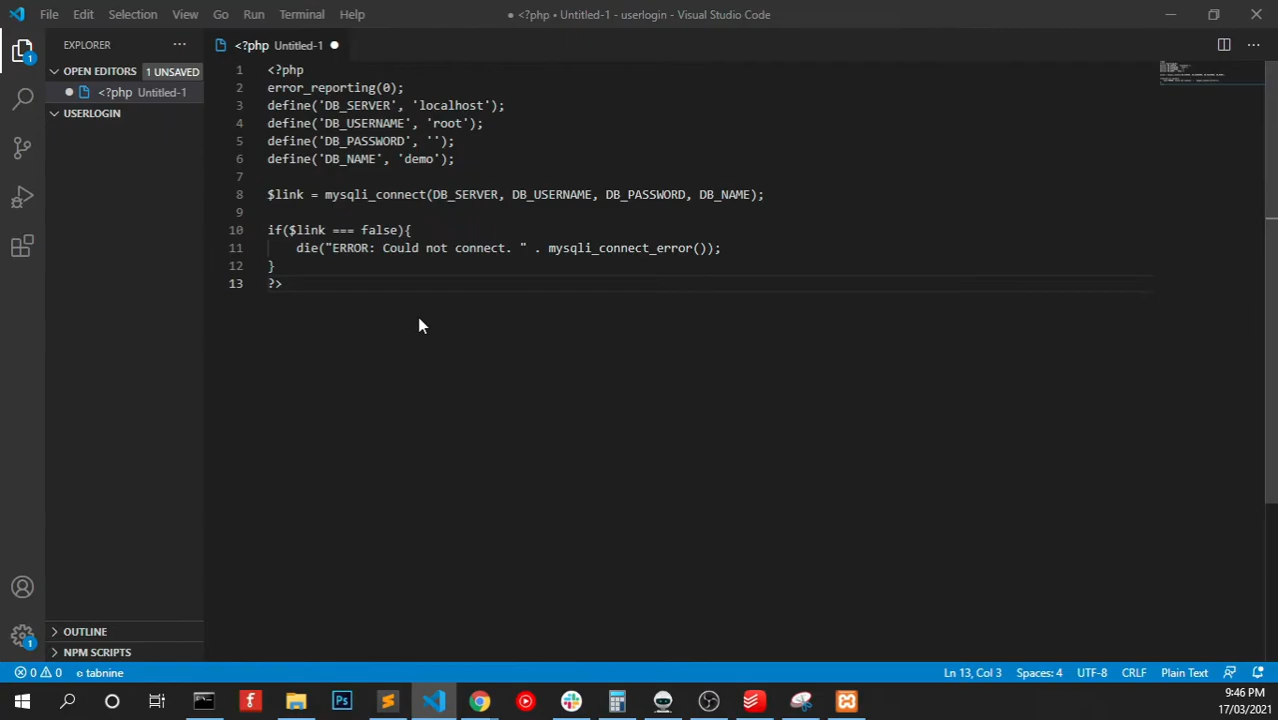 File Edit Selection View Go Run Terminal Help
● <?php • Untitled-1 - userlogin - Visual Studio Code
EXPLORER
OPEN EDITORS 1 UNSAVED
<?php Untitled-1
USERLOGIN
<?php Untitled-1
1 <?php
2 error_reporting(0);
3 define('DB_SERVER', 'localhost');
4 define('DB_USERNAME', 'root');
5 define('DB_PASSWORD', '');
6 define('DB_NAME', 'demo');
7
8 $link = mysqli_connect(DB_SERVER, DB_USERNAME, DB_PASSWORD, DB_NAME);
9
10 if($link === false){
11 die("ERROR: Could not connect. " . mysqli_connect_error());
12 }
13 ?>
1
1
OUTLINE
NPM SCRIPTS
0 0 tabnine
Ln 13, Col 3 Spaces: 4 UTF-8 CRLF Plain Text
Ps
9:46 PM
17/03/2021